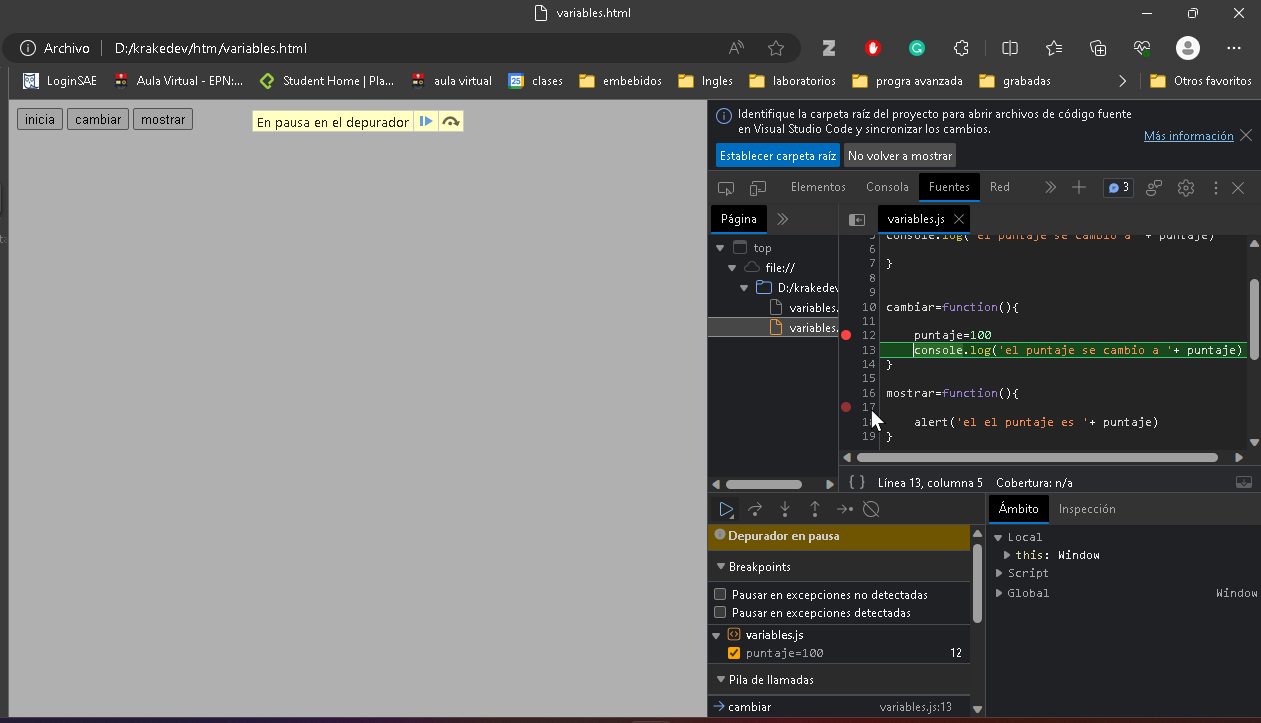 variables.html
Archivo D:/krakedev/htm/variables.html
LoginSAE Aula Virtual - EPN:... Student Home | Pla... aula virtual clases embebidos Ingles laboratorios progra avanzada grabadas Otros favoritos
inicia cambiar mostrar
En pausa en el depurador
Identifique la carpeta raíz del proyecto para abrir archivos de código fuente
en Visual Studio Code y sincronizar los cambios.
Más información
Establecer carpeta raíz No volver a mostrar
Elementos Consola Fuentes Red 3
Página
variables.js
top
file://
D:/krakedev
variables.
variables.
5 console.log('el puntaje se cambio a '+ puntaje)
6
7 }
8
9
10 cambiar=function(){
11
12 puntaje=100
13 console.log('el puntaje se cambio a '+ puntaje)
14 }
15
16 mostrar=function(){
17
18 alert('el el puntaje es '+ puntaje)
19 }
{ } Línea 13, columna 5 Cobertura: n/a
Depurador en pausa
Breakpoints
Pausar en excepciones no detectadas
Pausar en excepciones detectadas
variables.js
puntaje=100 12
Pila de llamadas
cambiar variables.js:13
Ámbito Inspección
Local
this: Window
Script
Global Window